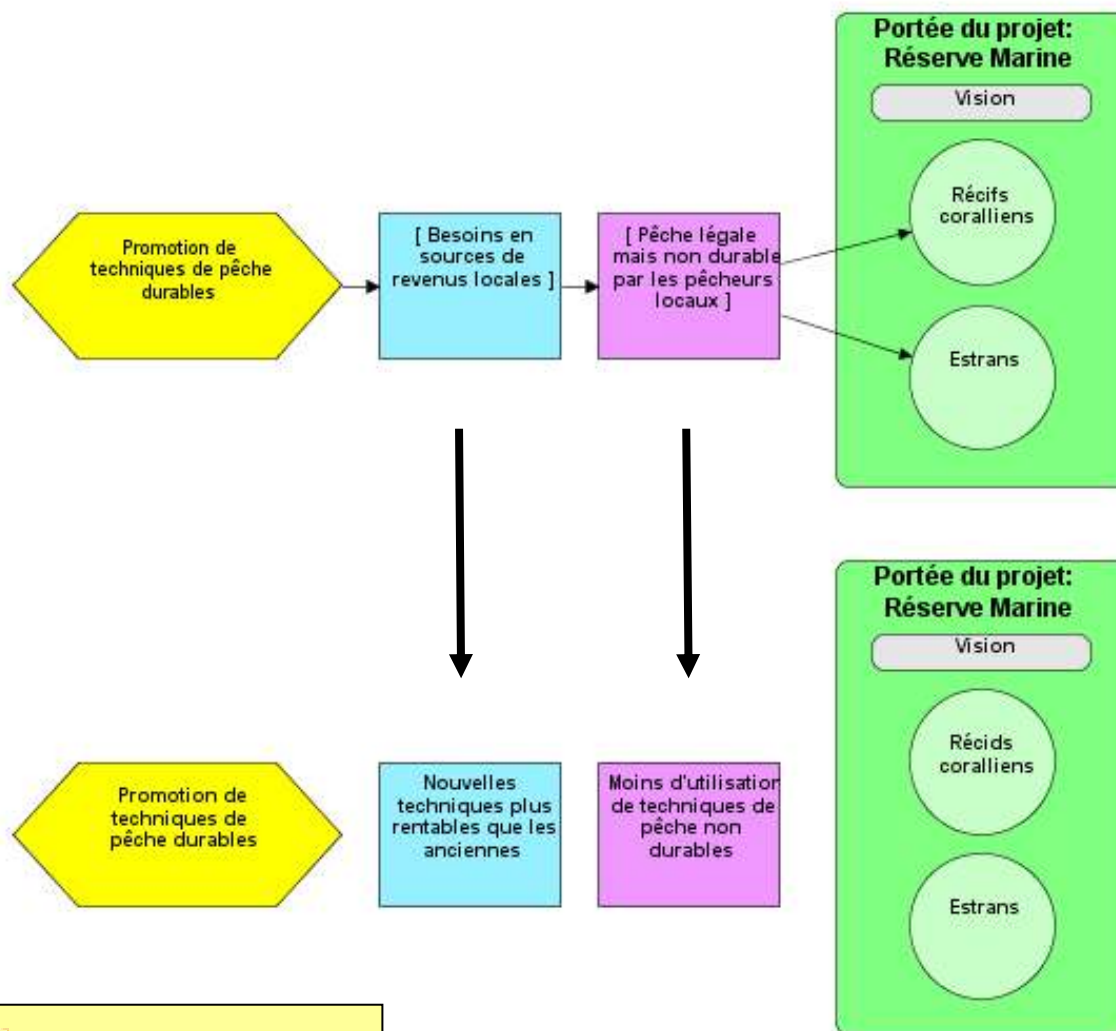 Portée du projet:
Réserve Marine
Vision
Récifs
coralliens
Estrans
Promotion de
techniques de pêche
durables
[ Besoins en
sources de
revenus locales ]
[ Pêche légale
mais non durable
par les pêcheurs
locaux ]
Portée du projet:
Réserve Marine
Vision
Récids
coralliens
Estrans
Promotion de
techniques de
pêche durables
Nouvelles
techniques plus
rentables que les
anciennes
Moins d'utilisation
de techniques de
pêche non
durables